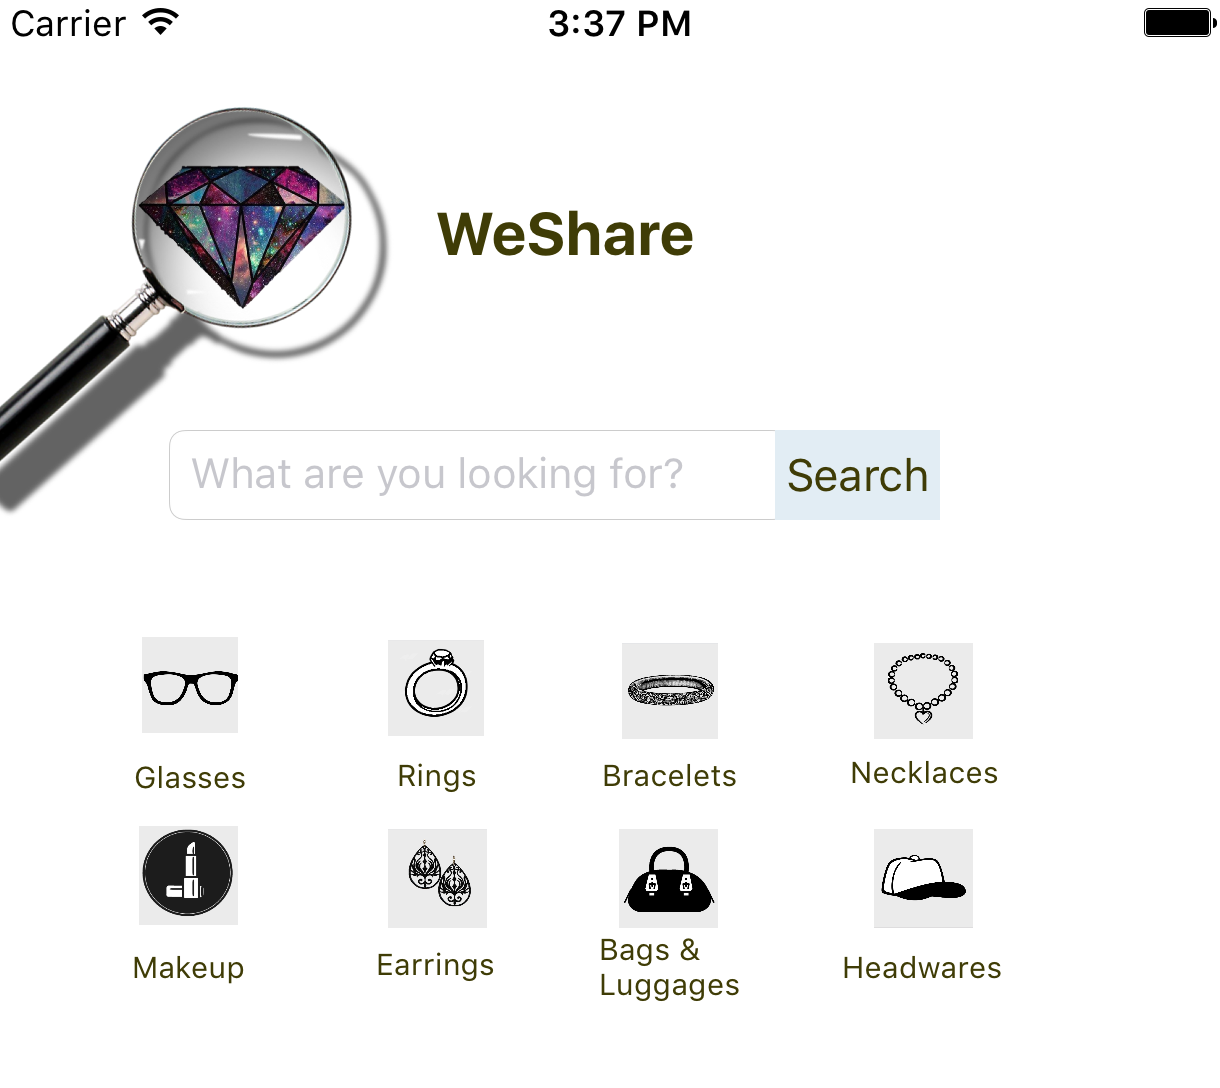 Carrier 3:37 PM
WeShare
What are you looking for? Search
Glasses Rings Bracelets Necklaces
Makeup Earrings Bags & Luggages Headwares